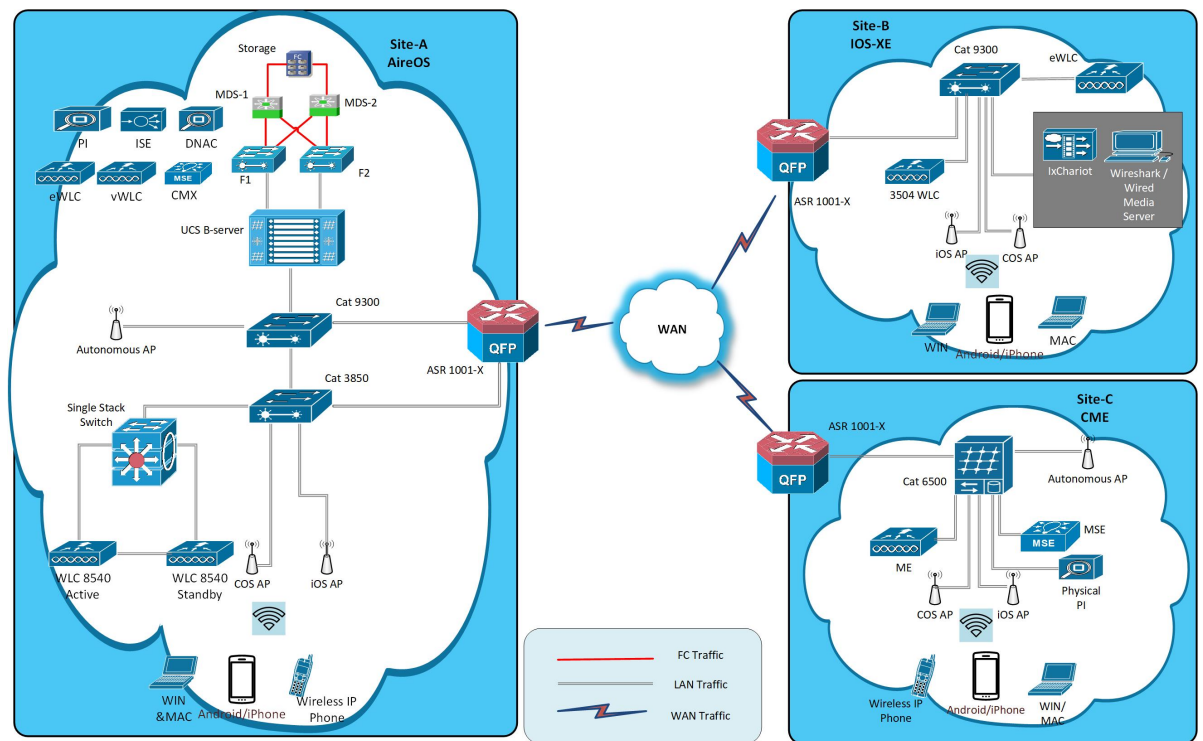 Site-A
AireOS
Storage
FC
MDS-1
MDS-2
PI
ISE
DNAC
F1
F2
eWLC
vWLC
MSE
CMX
UCS B-server
Cat 9300
Autonomous AP
QFP
ASR 1001-X
Cat 3850
Single Stack
Switch
WLC 8540
Active
WLC 8540
Standby
COS AP
iOS AP
WIN
&MAC
Android/iPhone
Wireless IP
Phone
WAN
FC Traffic
LAN Traffic
WAN Traffic
Site-B
IOS-XE
Cat 9300
eWLC
QFP
ASR 1001-X
3504 WLC
IxChariot
Wireshark /
Wired
Media
Server
iOS AP
COS AP
WIN
Android/iPhone
MAC
Site-C
CME
ASR 1001-X
QFP
Cat 6500
Autonomous AP
ME
MSE
MSE
COS AP
iOS AP
Physical
PI
Wireless IP
Phone
Android/iPhone
WIN/
MAC